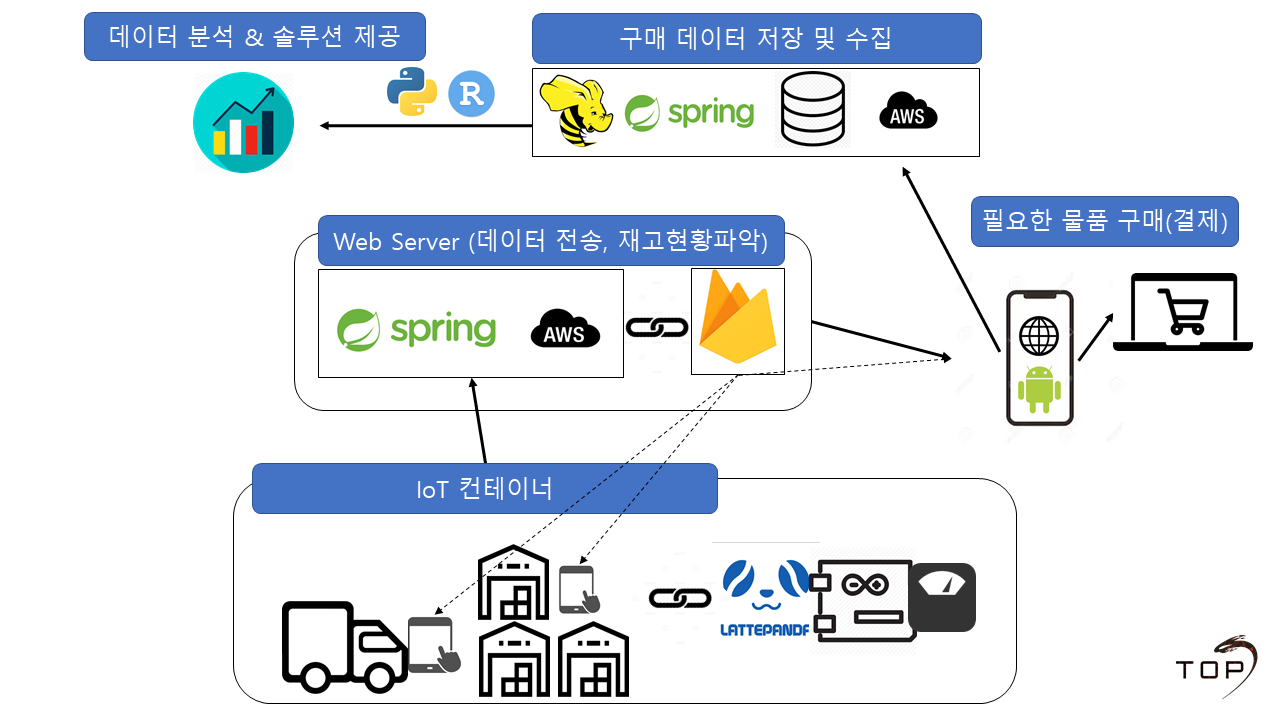 데이터 분석 & 솔루션 제공
구매 데이터 저장 및 수집
R
spring
AWS
필요한 물품 구매(결제)
Web Server (데이터 전송, 재고현황파악)
spring
AWS
IoT 컨테이너
LATTEPANDA
TOP